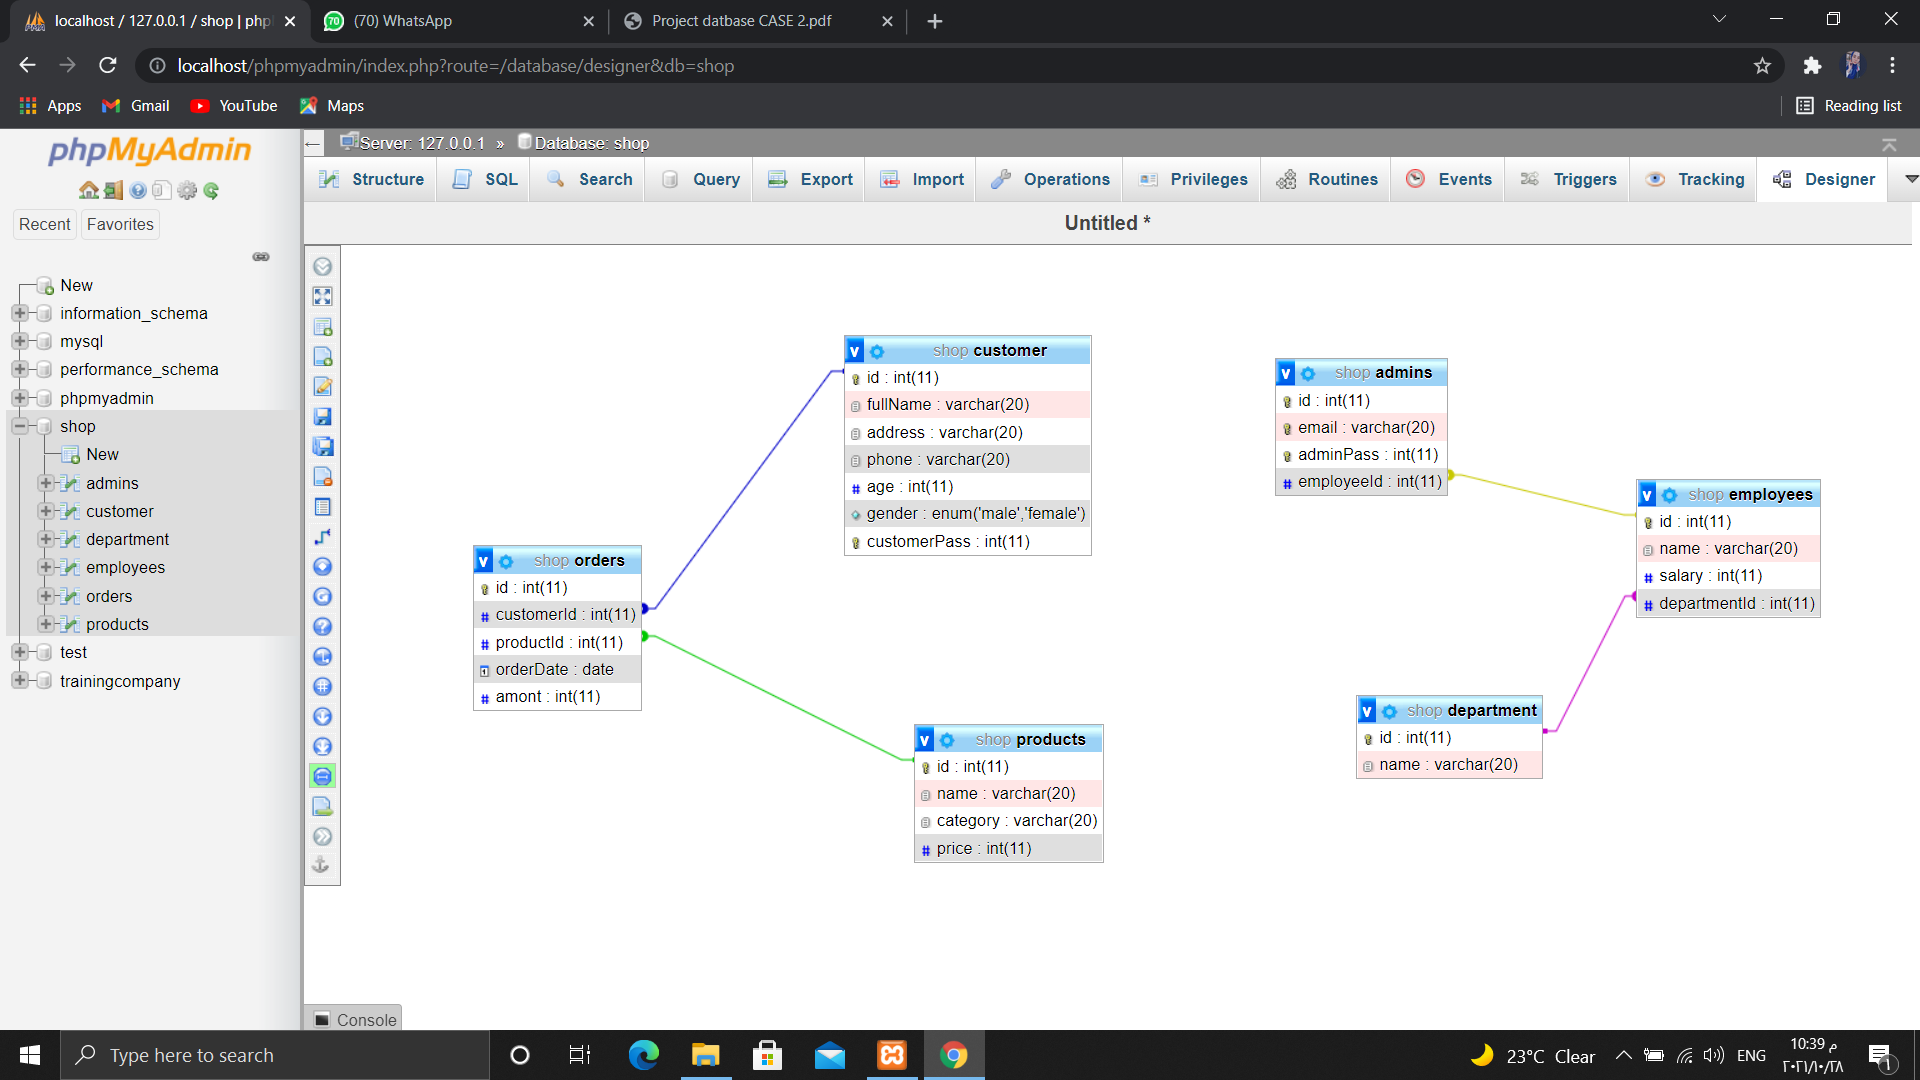 localhost / 127.0.0.1 / shop | php
(70) WhatsApp
Project datbase CASE 2.pdf
localhost/phpmyadmin/index.php?route=/database/designer&db=shop
Apps
Gmail
YouTube
Maps
Reading list
phpMyAdmin
Recent
Favorites
New
information_schema
mysql
performance_schema
phpmyadmin
shop
New
admins
customer
department
employees
orders
products
test
trainingcompany
Server: 127.0.0.1 » Database: shop
Structure
SQL
Search
Query
Export
Import
Operations
Privileges
Routines
Events
Triggers
Tracking
Designer
Untitled *
v shop customer
id : int(11)
fullName : varchar(20)
address : varchar(20)
phone : varchar(20)
# age : int(11)
gender : enum('male','female')
customerPass : int(11)
v shop admins
id : int(11)
email : varchar(20)
adminPass : int(11)
# employeeId : int(11)
v shop employees
id : int(11)
name : varchar(20)
# salary : int(11)
# departmentId : int(11)
v shop orders
id : int(11)
# customerId : int(11)
# productId : int(11)
orderDate : date
# amont : int(11)
v shop department
id : int(11)
name : varchar(20)
v shop products
id : int(11)
name : varchar(20)
category : varchar(20)
# price : int(11)
Console
Type here to search
23°C Clear
ENG
10:39 م
٢٠٢١/١٠/٢٨
١